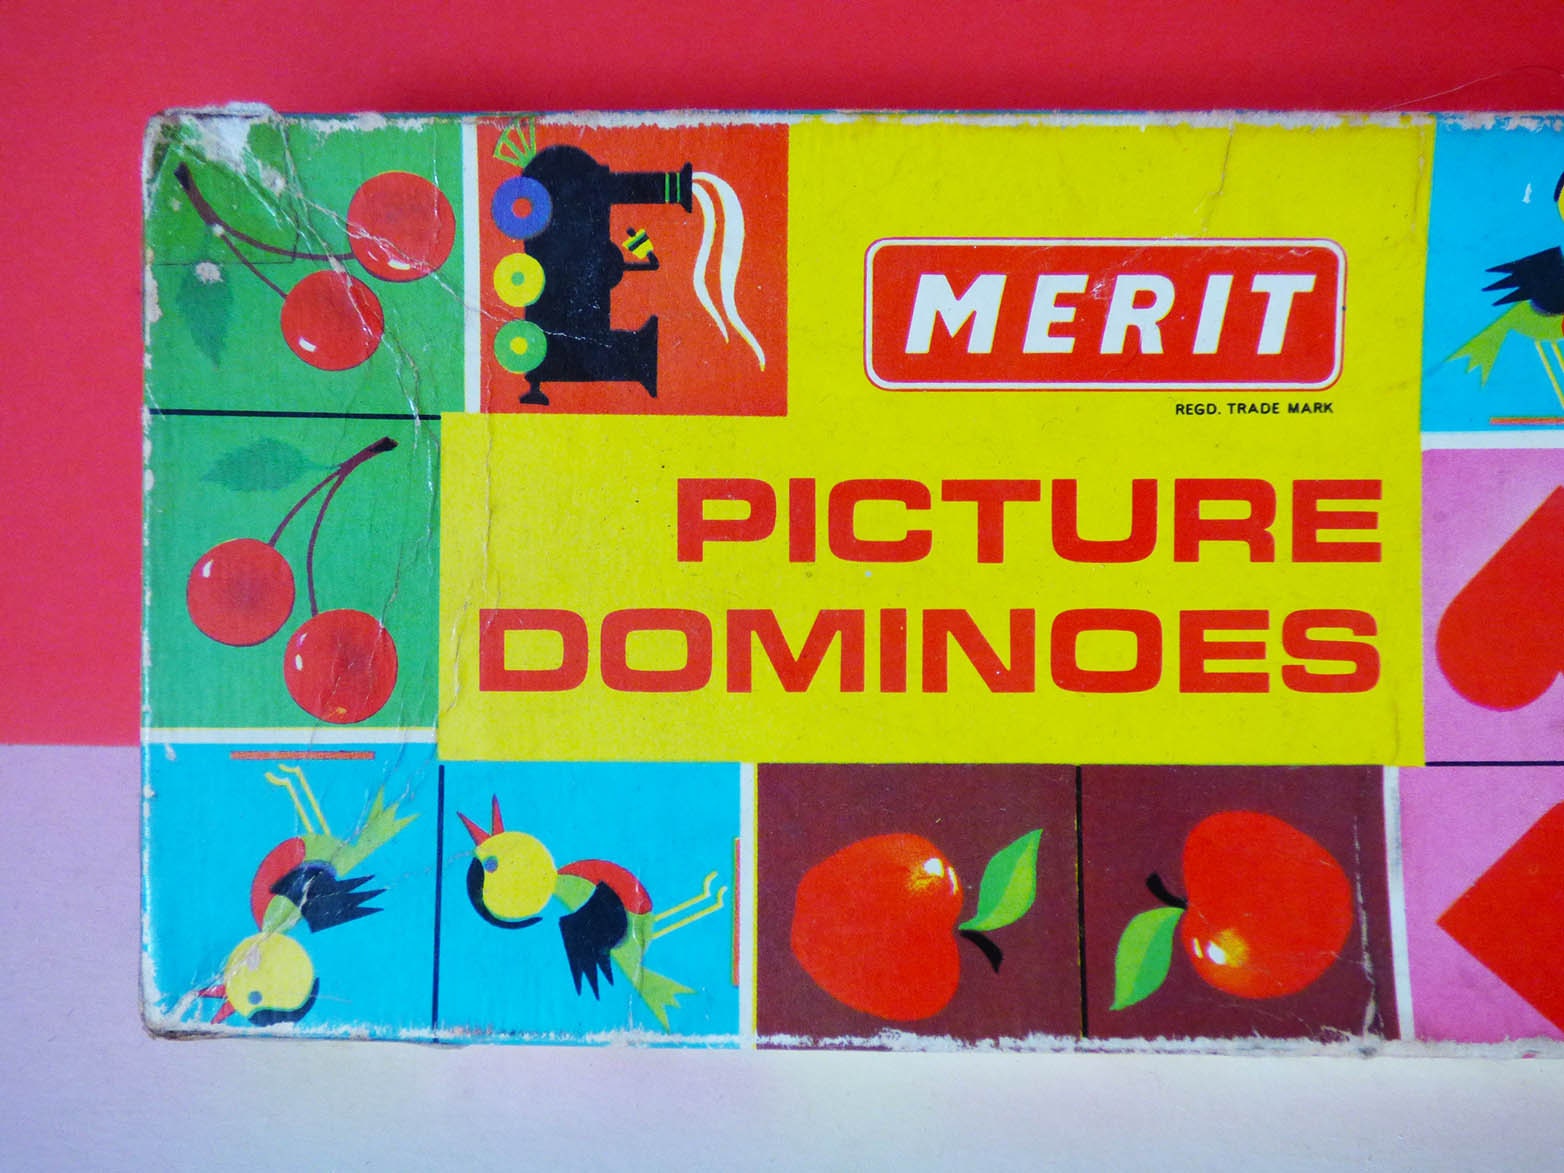 MERIT
REGD. TRADE MARK
PICTURE
DOMINOES